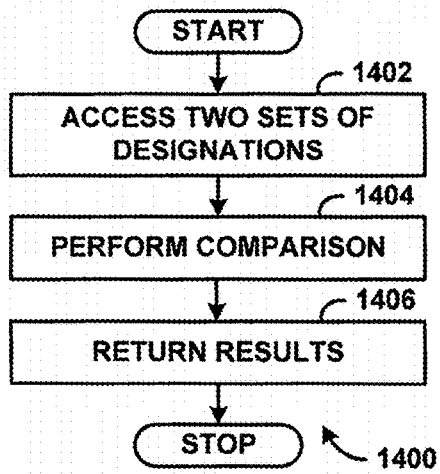 START
1402
ACCESS TWO SETS OF
DESIGNATIONS
1404
PERFORM COMPARISON
1406
RETURN RESULTS
STOP
1400